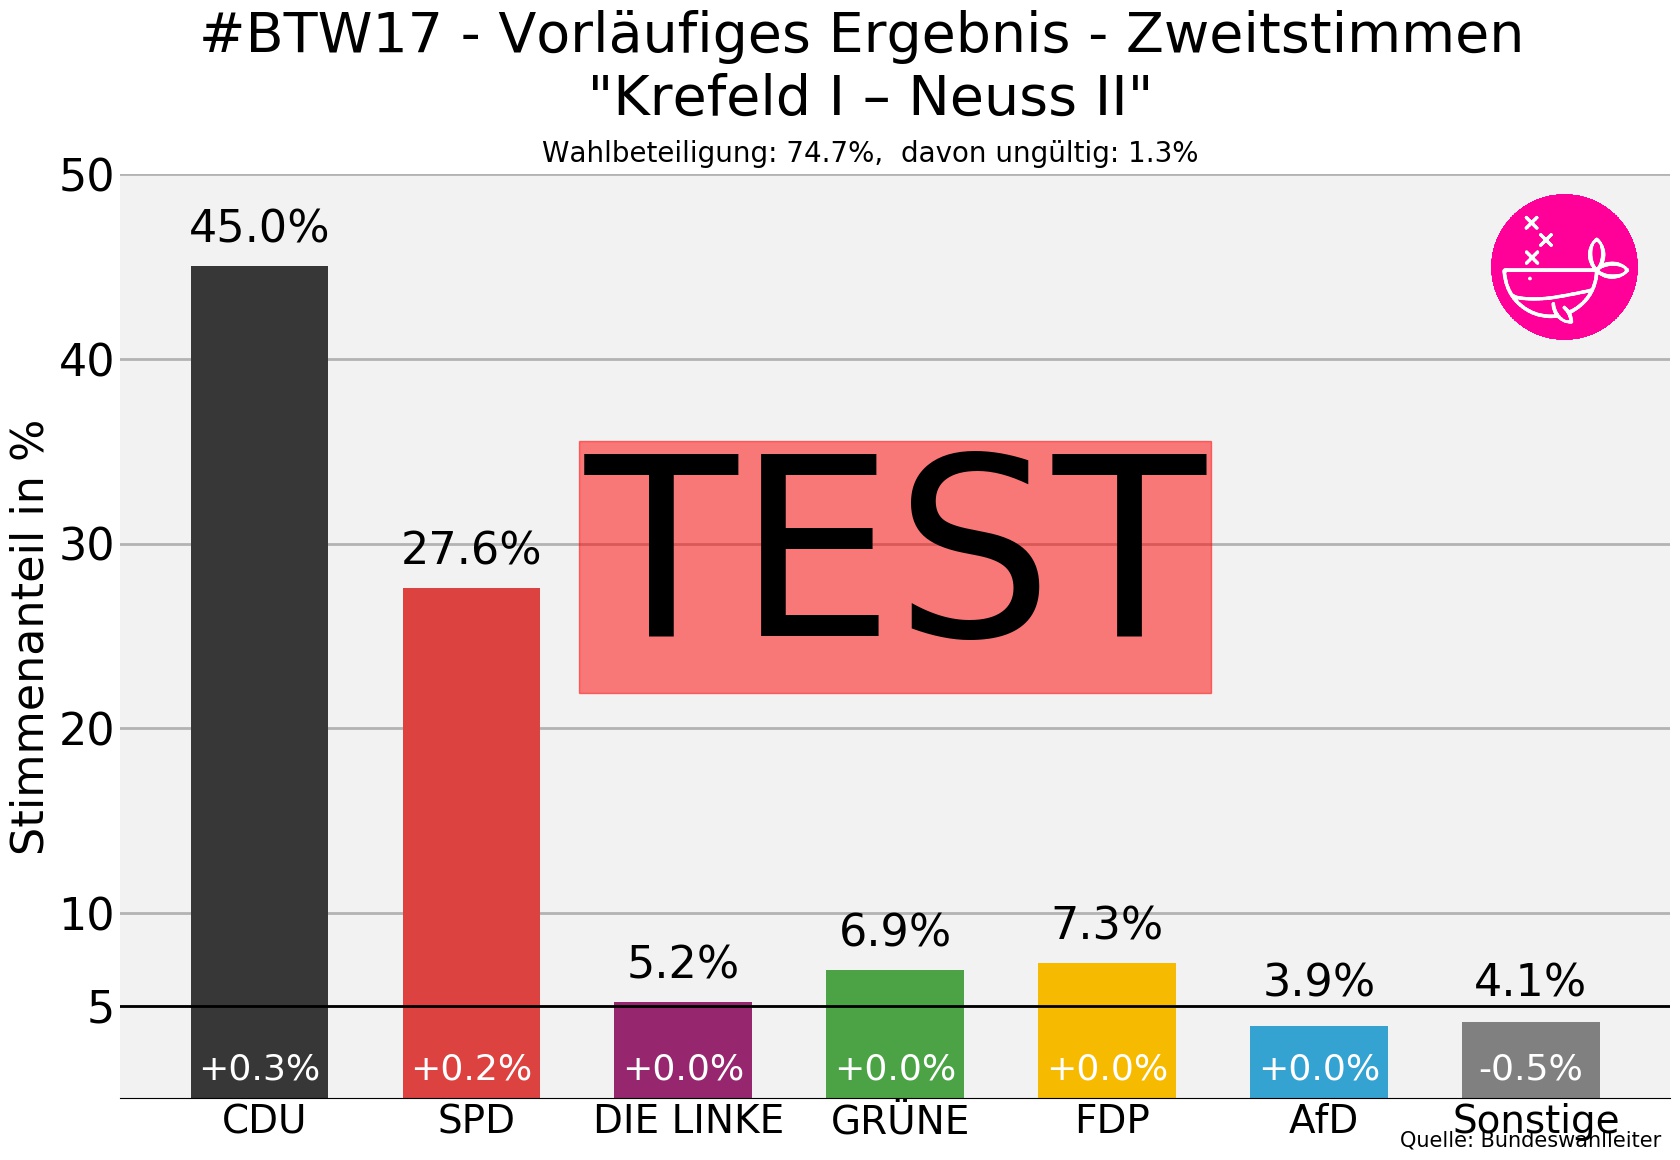 #BTW17 - Vorläufiges Ergebnis - Zweitstimmen
"Krefeld I – Neuss II"
Wahlbeteiligung: 74.7%,  davon ungültig: 1.3%
Stimmenanteil in %
50
40
30
20
10
5
45.0%
27.6%
5.2%
6.9%
7.3%
3.9%
4.1%
TEST
+0.3%
+0.2%
+0.0%
+0.0%
+0.0%
+0.0%
-0.5%
CDU
SPD
DIE LINKE
GRÜNE
FDP
AfD
Sonstige
Quelle: Bundeswahlleiter